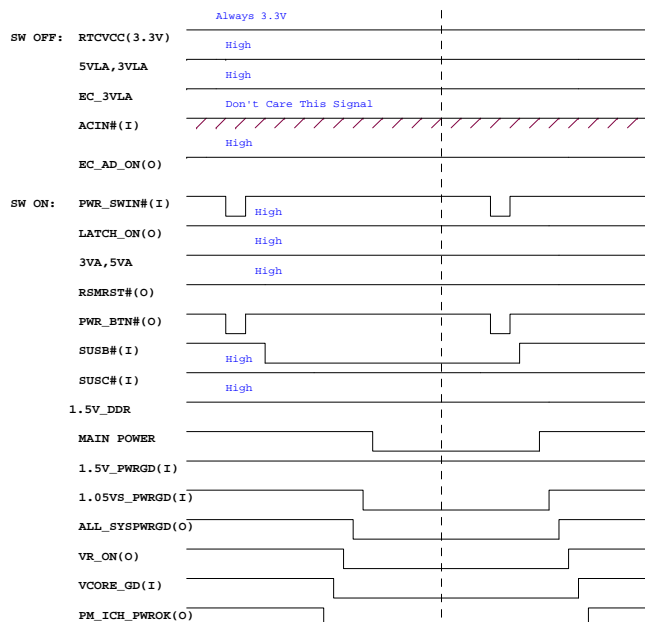 Always 3.3V
SW OFF: RTCVCC(3.3V)
High
5VLA,3VLA
High
EC_3VLA
Don't Care This Signal
ACIN#(I)
High
EC_AD_ON(O)
SW ON: PWR_SWIN#(I)
High
LATCH_ON(O)
High
3VA,5VA
High
RSMRST#(O)
PWR_BTN#(O)
SUSB#(I)
High
SUSC#(I)
High
1.5V_DDR
MAIN POWER
1.5V_PWRGD(I)
1.05VS_PWRGD(I)
ALL_SYSPWRGD(O)
VR_ON(O)
VCORE_GD(I)
PM_ICH_PWROK(O)